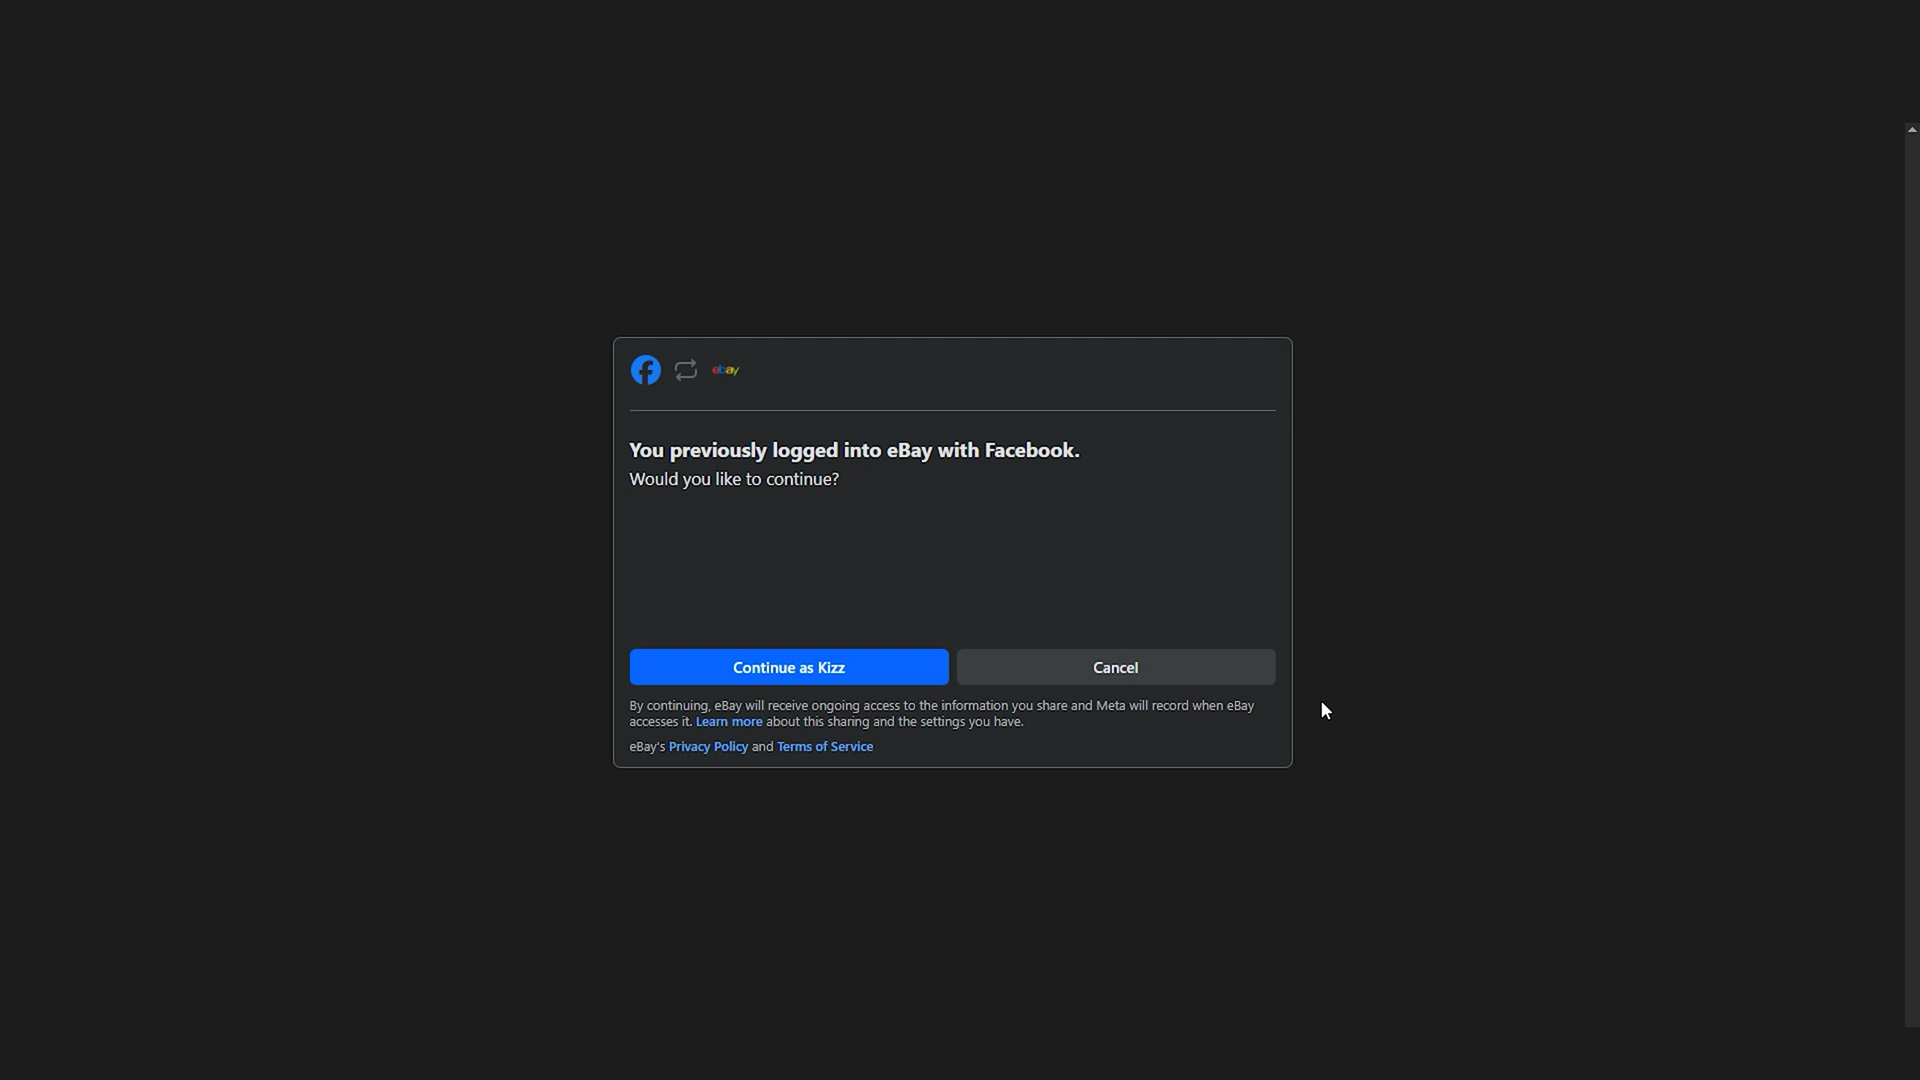 ebay
You previously logged into eBay with Facebook.
Would you like to continue?
Continue as Kizz
Cancel
By continuing, eBay will receive ongoing access to the information you share and Meta will record when eBay
accesses it. Learn more about this sharing and the settings you have.
eBay's Privacy Policy and Terms of Service